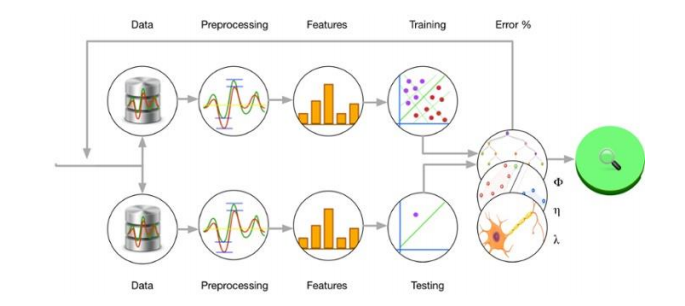 Data Preprocessing Features Training Error %
Φ
η
λ
Data Preprocessing Features Testing